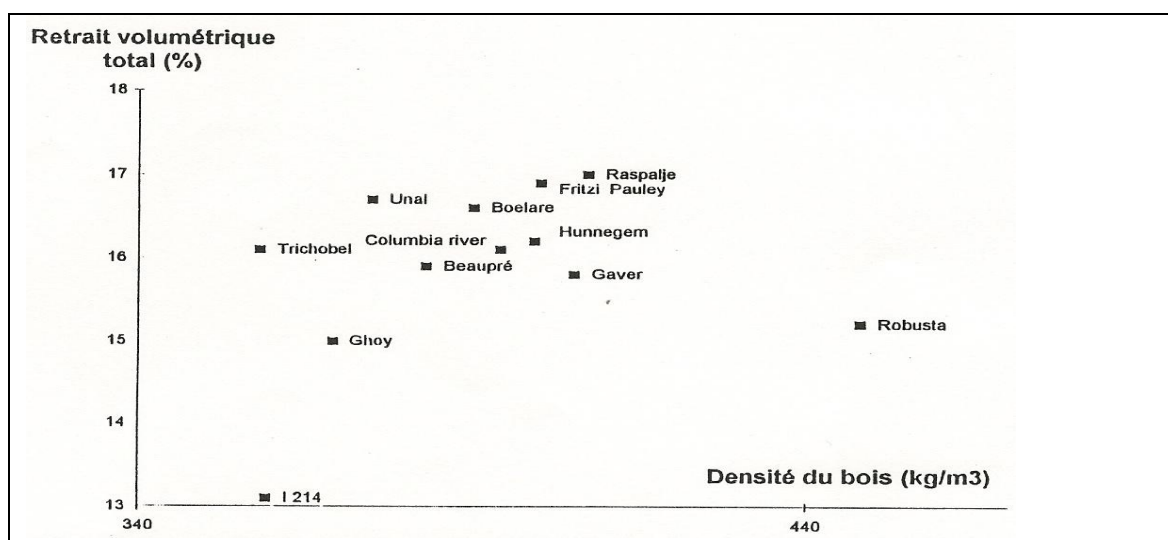 Retrait volumétrique
total (%)
18
17
Raspalje
Fritzi Pauley
Unal
Boelare
Hunnegem
Columbia river
16
Trichobel
Beaupré
Gaver
Robusta
15
Ghoy
14
Densité du bois (kg/m3)
13
I 214
340
440